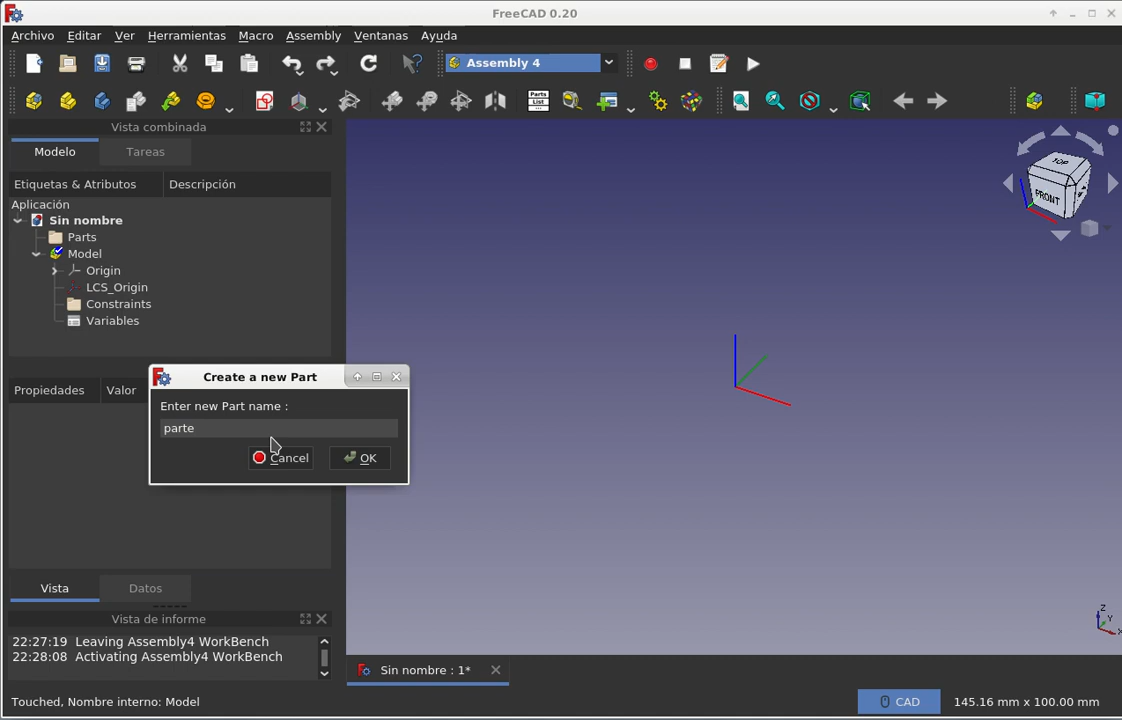 FreeCAD 0.20
Archivo Editar Ver Herramientas Macro Assembly Ventanas Ayuda
Assembly 4
Parts List
Vista combinada
Modelo Tareas
Etiquetas & Atributos Descripción
Aplicación
Sin nombre
Parts
Model
Origin
LCS_Origin
Constraints
Variables
TOP
FRONT
Create a new Part
Enter new Part name :
parte
Cancel OK
Propiedades Valor
Vista Datos
Vista de informe
22:27:19 Leaving Assembly4 WorkBench
22:28:08 Activating Assembly4 WorkBench
Z
Y
X
Sin nombre : 1*
Touched, Nombre interno: Model
CAD 145.16 mm x 100.00 mm